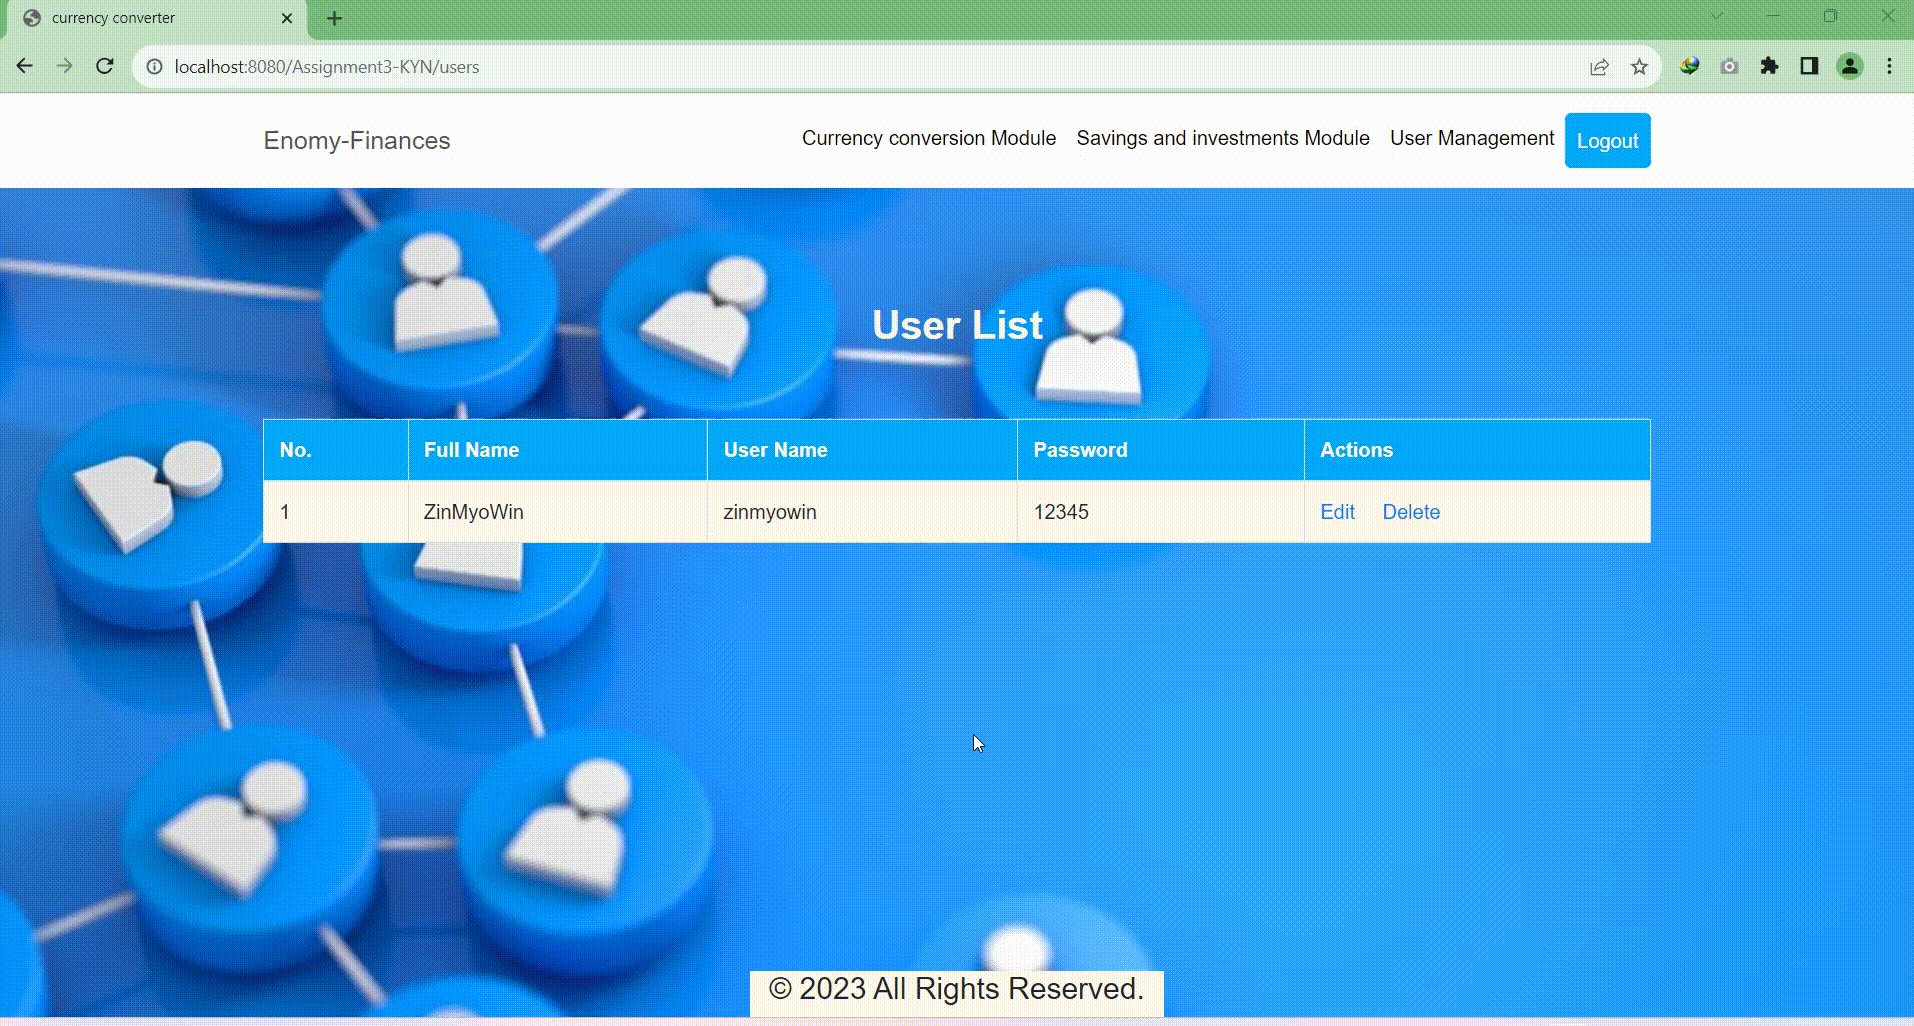 currency converter
localhost:8080/Assignment3-KYN/users
Enomy-Finances
Currency conversion Module Savings and investments Module User Management Logout
User List
No. Full Name User Name Password Actions
1 ZinMyoWin zinmyowin 12345 Edit Delete
© 2023 All Rights Reserved.